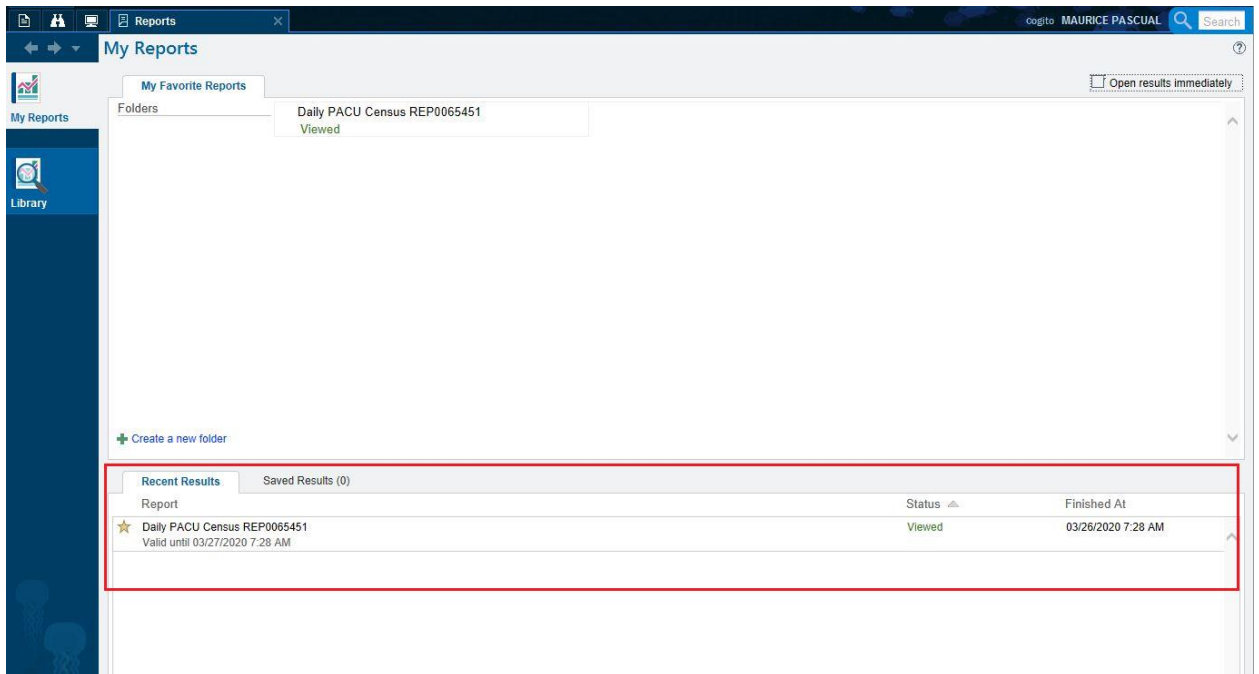 Reports
cogito MAURICE PASCUAL
Search
My Reports
My Reports
Library
My Favorite Reports
Open results immediately
Folders
Daily PACU Census REP0065451
Viewed
Create a new folder
Recent Results
Saved Results (0)
Report
Status
Finished At
Daily PACU Census REP0065451
Viewed
03/26/2020 7:28 AM
Valid until 03/27/2020 7:28 AM